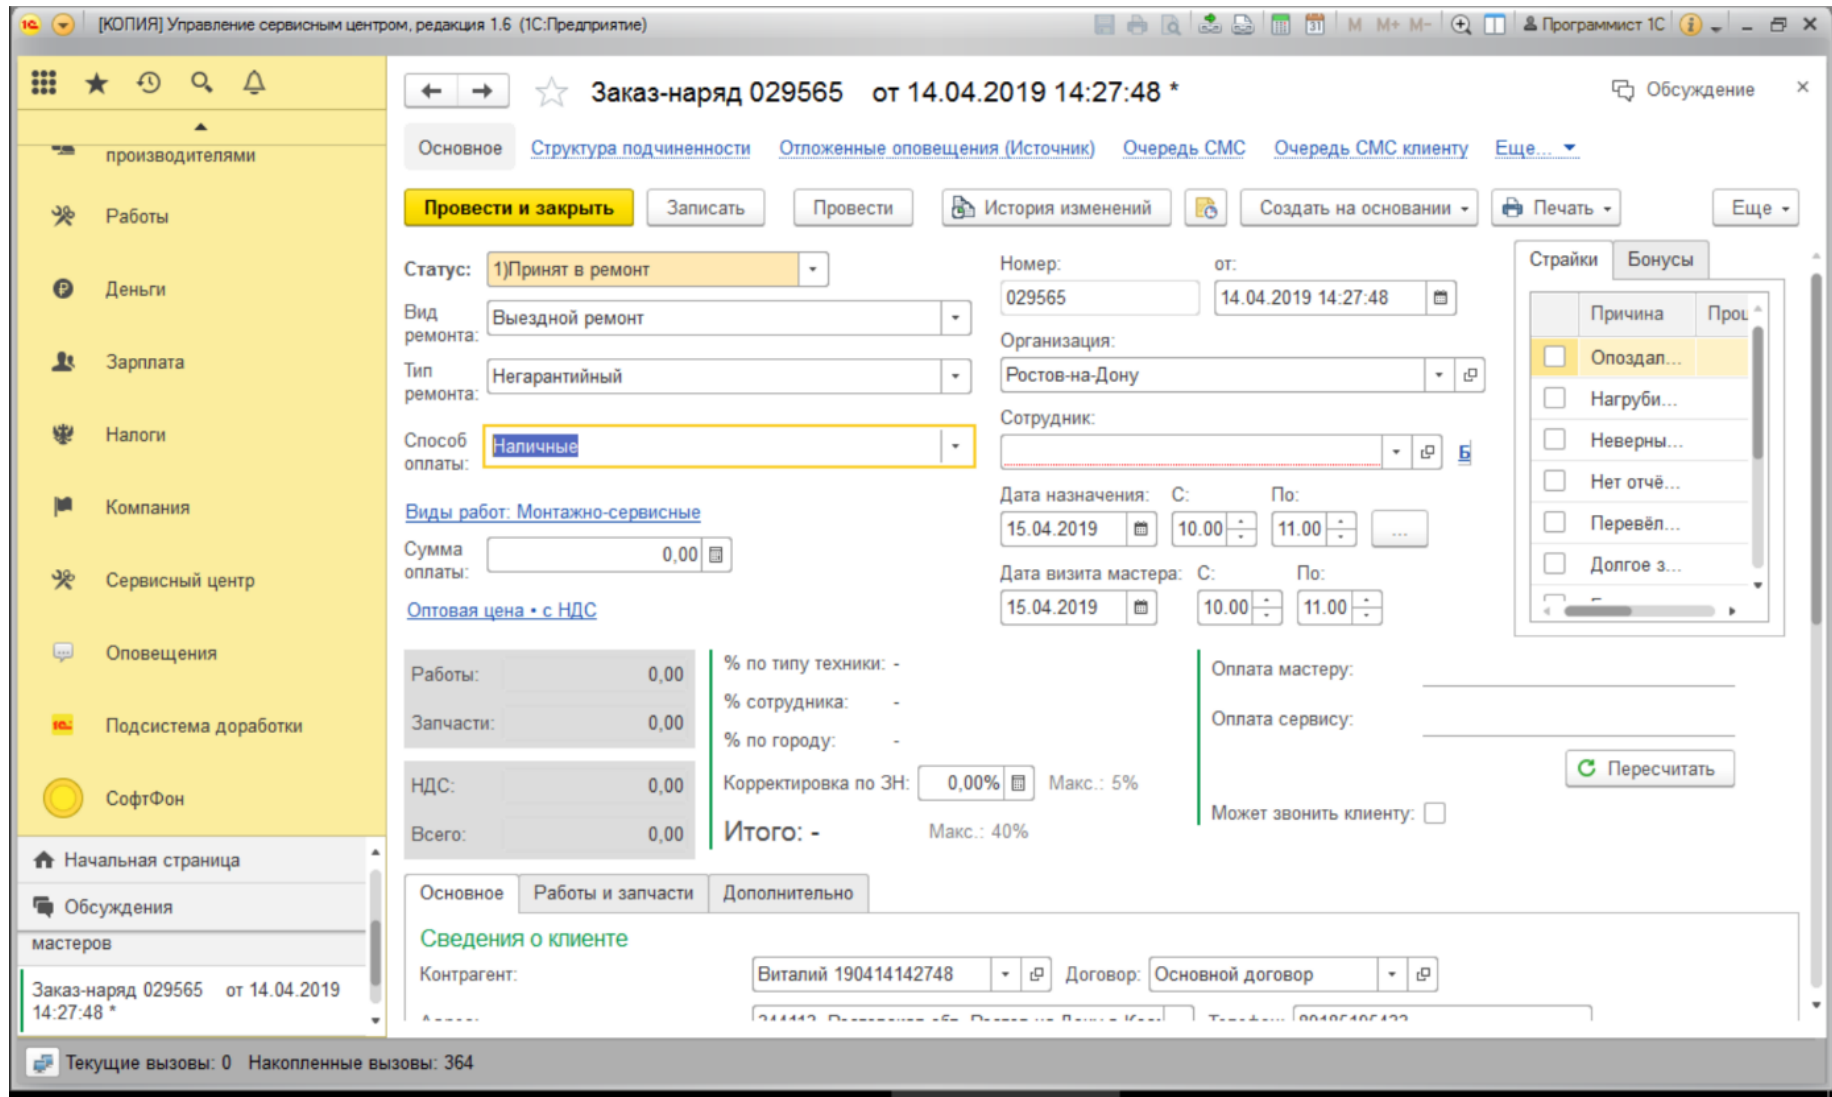 [КОПИЯ] Управление сервисным центром, редакция 1.6 (1С:Предприятие)
M M+ M-
Программист 1С
производителями
Работы
Деньги
Зарплата
Налоги
Компания
Сервисный центр
Оповещения
Подсистема доработки
СофтФон
Начальная страница
Обсуждения
мастеров
Заказ-наряд 029565 от 14.04.2019
14:27:48 *
Заказ-наряд 029565 от 14.04.2019 14:27:48 *
Обсуждение
Основное Структура подчиненности Отложенные оповещения (Источник) Очередь СМС Очередь СМС клиенту Еще...
Провести и закрыть Записать Провести История изменений Создать на основании Печать Еще
Статус: 1)Принят в ремонт
Вид
ремонта: Выездной ремонт
Тип
ремонта: Негарантийный
Способ
оплаты: Наличные
Виды работ: Монтажно-сервисные
Сумма
оплаты: 0,00
Оптовая цена • с НДС
Номер: от:
029565 14.04.2019 14:27:48
Организация:
Ростов-на-Дону
Сотрудник:
Б
Дата назначения: С: По:
15.04.2019 10.00 11.00 ...
Дата визита мастера: С: По:
15.04.2019 10.00 11.00
Страйки Бонусы
Причина
Опоздал...
Нагруби...
Неверны...
Нет отчё...
Перевёл...
Долгое з...
Работы: 0,00
Запчасти: 0,00
НДС: 0,00
Всего: 0,00
% по типу техники: -
% сотрудника: -
% по городу: -
Корректировка по ЗН: 0,00% Макс.: 5%
Итого: - Макс.: 40%
Оплата мастеру:
Оплата сервису:
Пересчитать
Может звонить клиенту:
Основное Работы и запчасти Дополнительно
Сведения о клиенте
Контрагент: Виталий 190414142748 Договор: Основной договор
Текущие вызовы: 0 Накопленные вызовы: 364